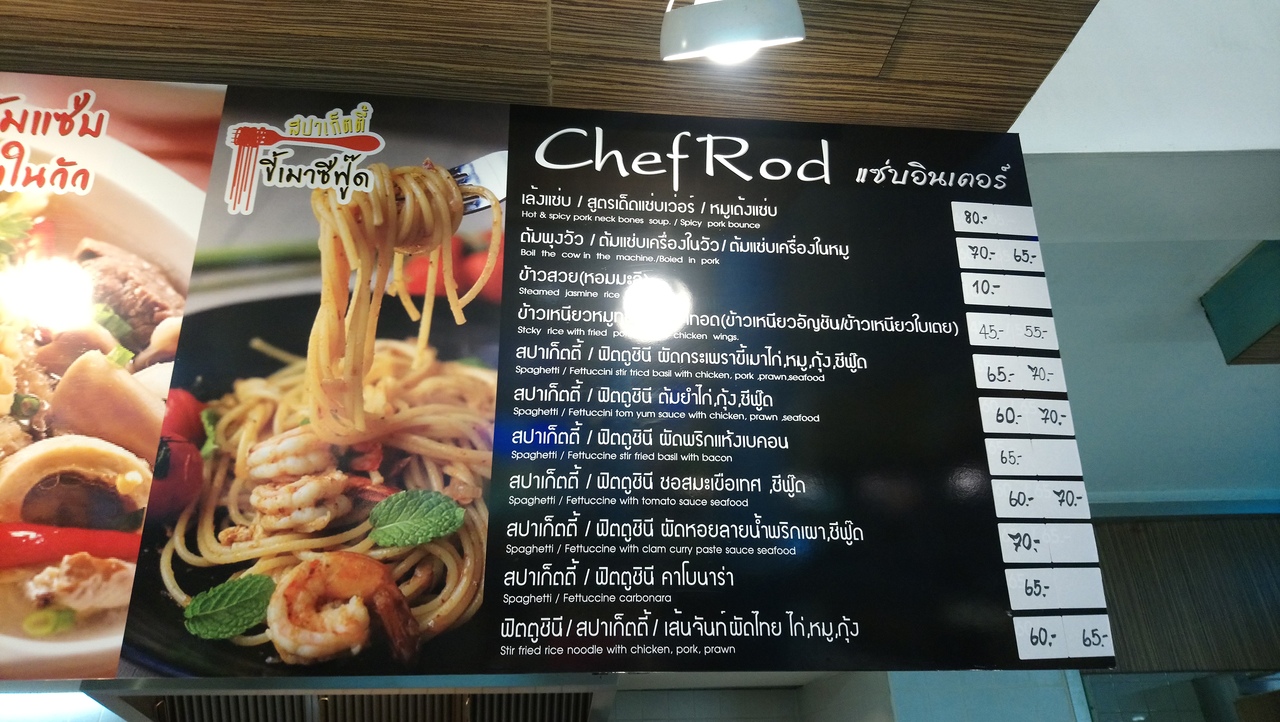 มแซ่บ
ในวัว
สปาเก็ตตี้
ขี้เมาซีฟู๊ด
Chef Rod แซ่บอินเตอร์
เล้งแซ่บ / สูตรเด็ดแซ่บเว่อร์ / หมูเด้งแซ่บ 80.-
Hot & spicy pork neck bones soup. / Spicy pork bounce
ต้มพุงวัว / ต้มแซ่บเครื่องในวัว / ต้มแซ่บเครื่องในหมู 70.- 65.-
Boil the cow in the machine./Boied in pork
ข้าวสวย(หอมมะลิ) 10.-
Steamed jasmine rice
ข้าวเหนียวหมู ทอด(ข้าวเหนียวอัญชัน/ข้าวเหนียวใบเตย) 45.- 55.-
Stcky rice with fried chicken wings.
สปาเก็ตตี้ / ฟิตตูชินี ผัดกระเพราขี้เมาไก่,หมู,กุ้ง,ซีฟู๊ด 65.- 70.-
Spaghetti / Fettuccini stir fried basil with chicken, pork ,prawn,seafood
สปาเก็ตตี้ / ฟิตตูชินี ต้มยำไก่,กุ้ง,ซีฟู๊ด 60.- 70.-
Spaghetti / Fettuccini tom yum sauce with chicken, prawn ,seafood
สปาเก็ตตี้ / ฟิตตูชินี ผัดพริกแห้งเบคอน 65.-
Spaghetti / Fettuccine stir fried basil with bacon
สปาเก็ตตี้ / ฟิตตูชินี ซอสมะเขือเทศ ,ซีฟู๊ด 60.- 70.-
Spaghetti / Fettuccine with tomato sauce seafood
สปาเก็ตตี้ / ฟิตตูชินี ผัดหอยลายน้ำพริกเผา,ซีฟู๊ด 70.-
Spaghetti / Fettuccine with clam curry paste sauce seafood
สปาเก็ตตี้ / ฟิตตูชินี คาโบนาร่า 65.-
Spaghetti / Fettuccine carbonara
ฟิตตูชินี / สปาเก็ตตี้ / เส้นจันท์ผัดไทย ไก่,หมู,กุ้ง 60.- 65.-
Stir fried rice noodle with chicken, pork, prawn